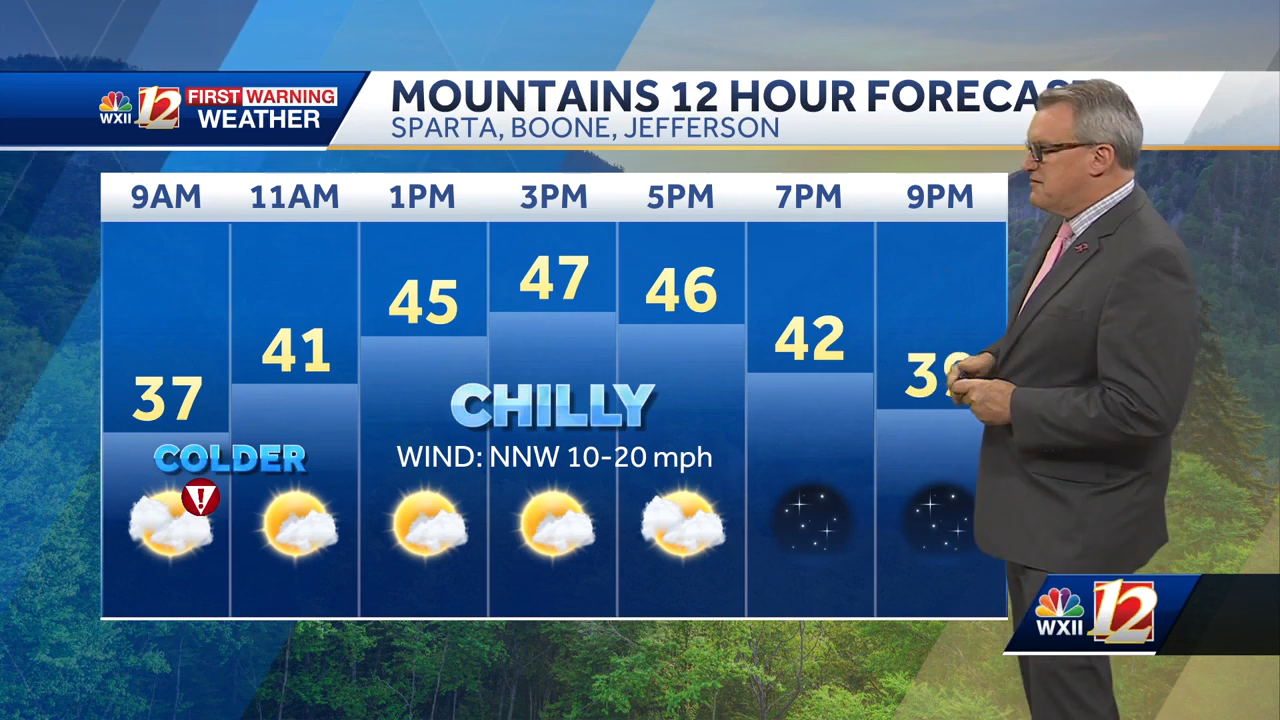 WXII 12 FIRST WARNING
WEATHER
MOUNTAINS 12 HOUR
SPARTA, BOONE, JEFFERSON
9AM 11AM 1PM 3PM 5PM 7PM 9PM
37 41 45 47 46 42
COLDER
CHILLY
WIND: NNW 10-20 mph
!
WXII 12